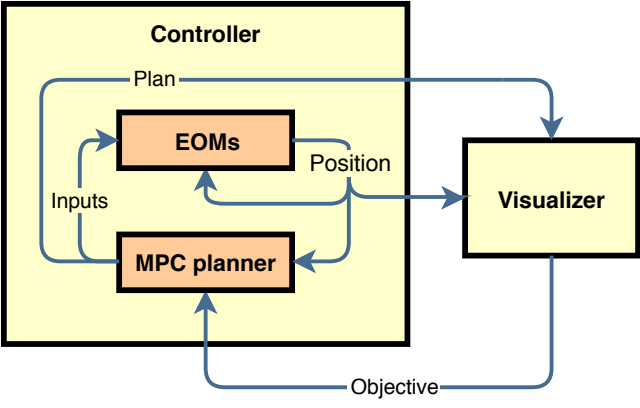 Controller
Plan
EOMs
Position
Inputs
Visualizer
MPC planner
Objective